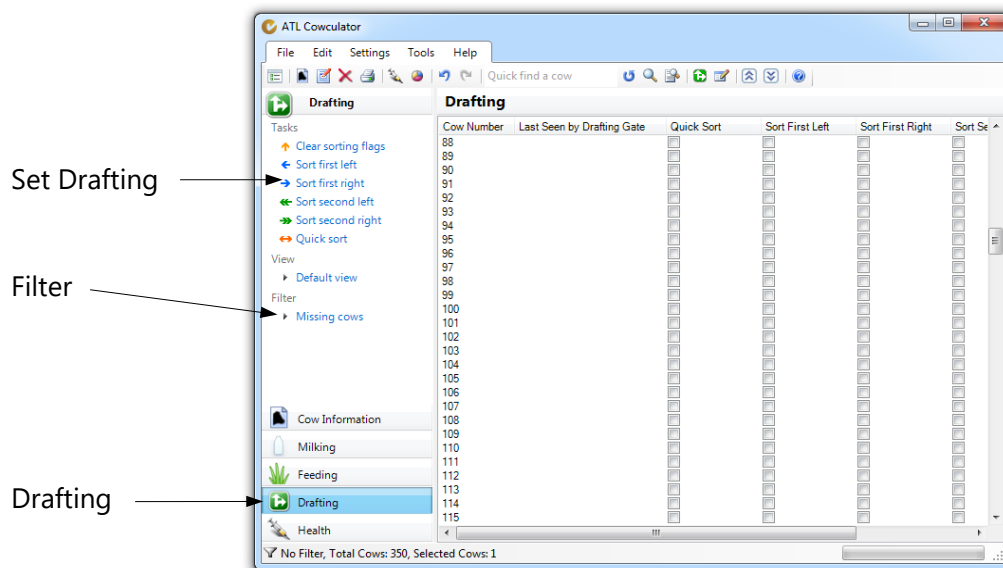 ATL Cowculator
File Edit Settings Tools Help
Quick find a cow
Drafting
Tasks
Clear sorting flags
Sort first left
Sort first right
Sort second left
Sort second right
Quick sort
View
Default view
Filter
Missing cows
Cow Information
Milking
Feeding
Drafting
Health
Drafting
Cow Number Last Seen by Drafting Gate Quick Sort Sort First Left Sort First Right Sort Se
88
89
90
91
92
93
94
95
96
97
98
99
100
101
102
103
104
105
106
107
108
109
110
111
112
113
114
115
No Filter, Total Cows: 350, Selected Cows: 1
Set Drafting
Filter
Drafting